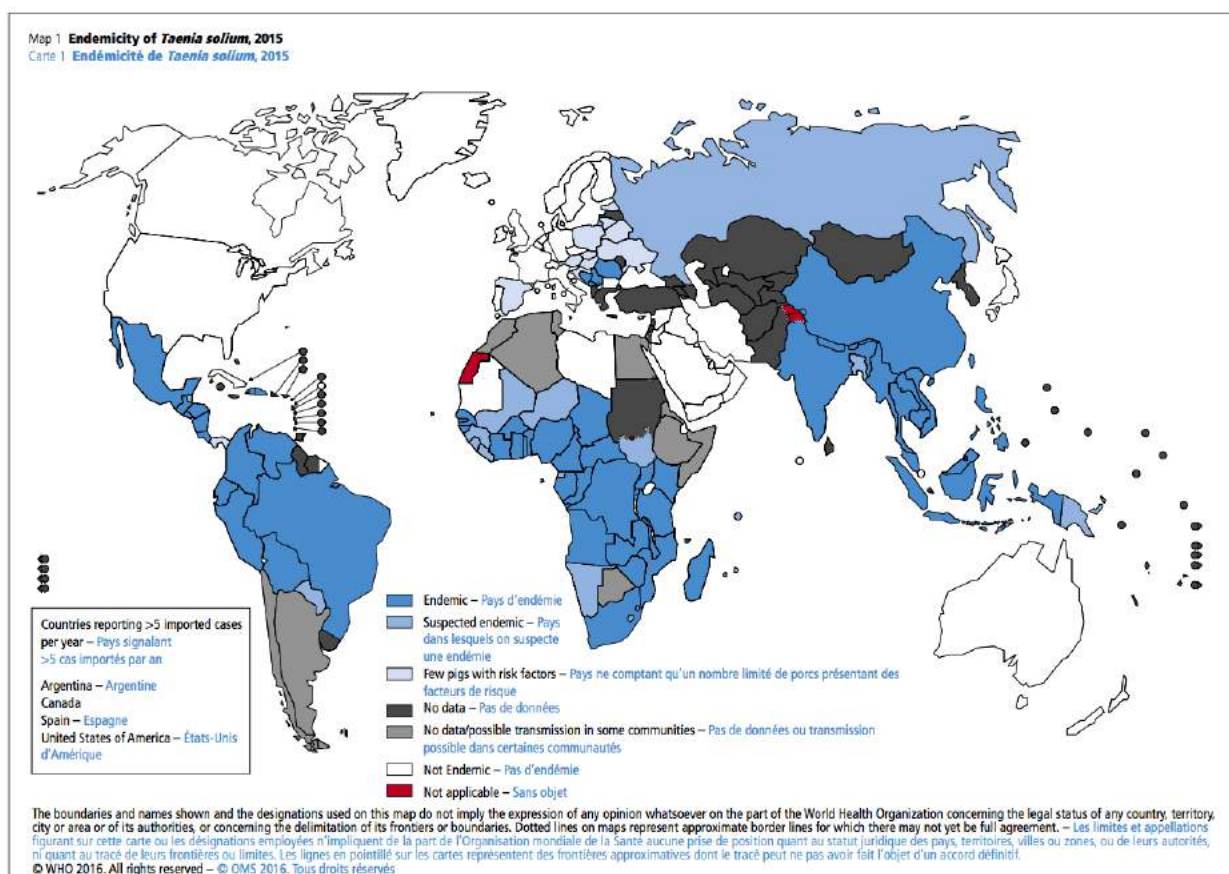 Map 1 Endemicity of Taenia solium, 2015
Carte 1 Endémicité de Taenia solium, 2015
Countries reporting >5 imported cases
per year – Pays signalant
>5 cas importés par an
Argentina – Argentine
Canada
Spain – Espagne
United States of America – États-Unis
d'Amérique
Endemic – Pays d'endémie
Suspected endemic – Pays
dans lesquels on suspecte
une endémie
Few pigs with risk factors – Pays ne comptant qu'un nombre limité de porcs présentant des
facteurs de risque
No data – Pas de données
No data/possible transmission in some communities – Pas de données ou transmission
possible dans certaines communautés
Not Endemic – Pas d'endémie
Not applicable – Sans objet
The boundaries and names shown and the designations used on this map do not imply the expression of any opinion whatsoever on the part of the World Health Organization concerning the legal status of any country, territory,
city or area or of its authorities, or concerning the delimitation of its frontiers or boundaries. Dotted lines on maps represent approximate border lines for which there may not yet be full agreement. – Les limites et appellations
figurant sur cette carte ou les désignations employées n'impliquent de la part de l'Organisation mondiale de la Santé aucune prise de position quant au statut juridique des pays, territoires, villes ou zones, ou de leurs autorités,
ni quant au tracé de leurs frontières ou limites. Les lignes en pointillé sur les cartes représentent des frontières approximatives dont le tracé peut ne pas avoir fait l'objet d'un accord définitif.
© WHO 2016. All rights reserved – © OMS 2016. Tous droits réservés